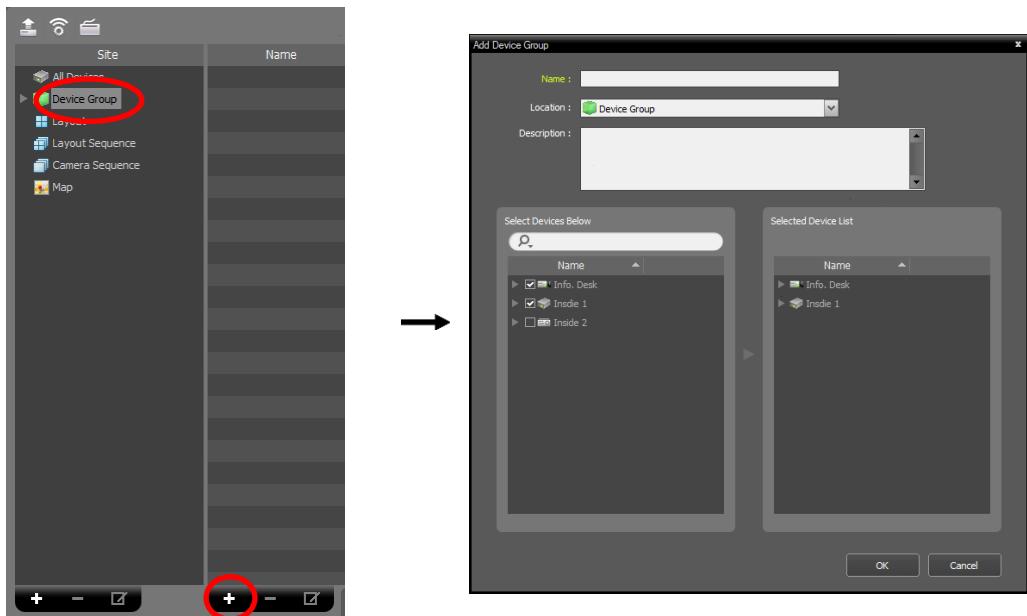 Site
Name
All Devices
Device Group
Layout
Layout Sequence
Camera Sequence
Map
Add Device Group
x
Name :
Location :
Device Group
Description :
Select Devices Below
Name
Info. Desk
Insdie 1
Inside 2
Selected Device List
Name
Info. Desk
Insdie 1
OK
Cancel